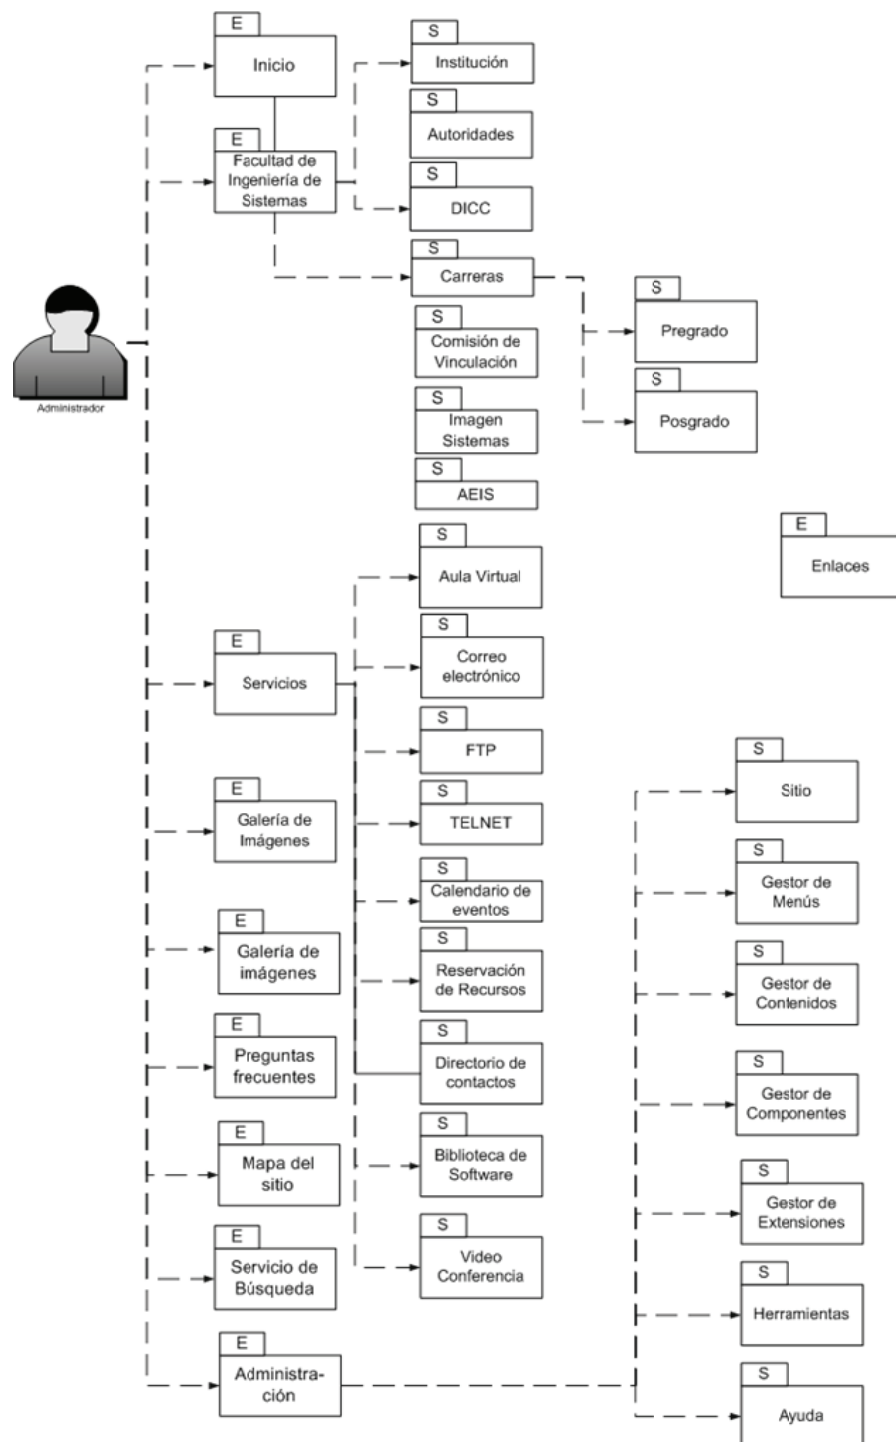 E
Inicio
E
Facultad de
Ingeniería de
Sistemas
S
Institución
S
Autoridades
S
DICC
S
Carreras
S
Pregrado
S
Posgrado
S
Comisión de
Vinculación
S
Imagen
Sistemas
S
AEIS
Administrador
E
Enlaces
E
Servicios
S
Aula Virtual
S
Correo
electrónico
S
FTP
S
TELNET
S
Calendario de
eventos
S
Reservación
de Recursos
S
Directorio de
contactos
S
Biblioteca de
Software
S
Video
Conferencia
E
Galería de
Imágenes
E
Galería de
imágenes
E
Preguntas
frecuentes
E
Mapa del
sitio
E
Servicio de
Búsqueda
E
Administra-
ción
S
Sitio
S
Gestor de
Menús
S
Gestor de
Contenidos
S
Gestor de
Componentes
S
Gestor de
Extensiones
S
Herramientas
S
Ayuda